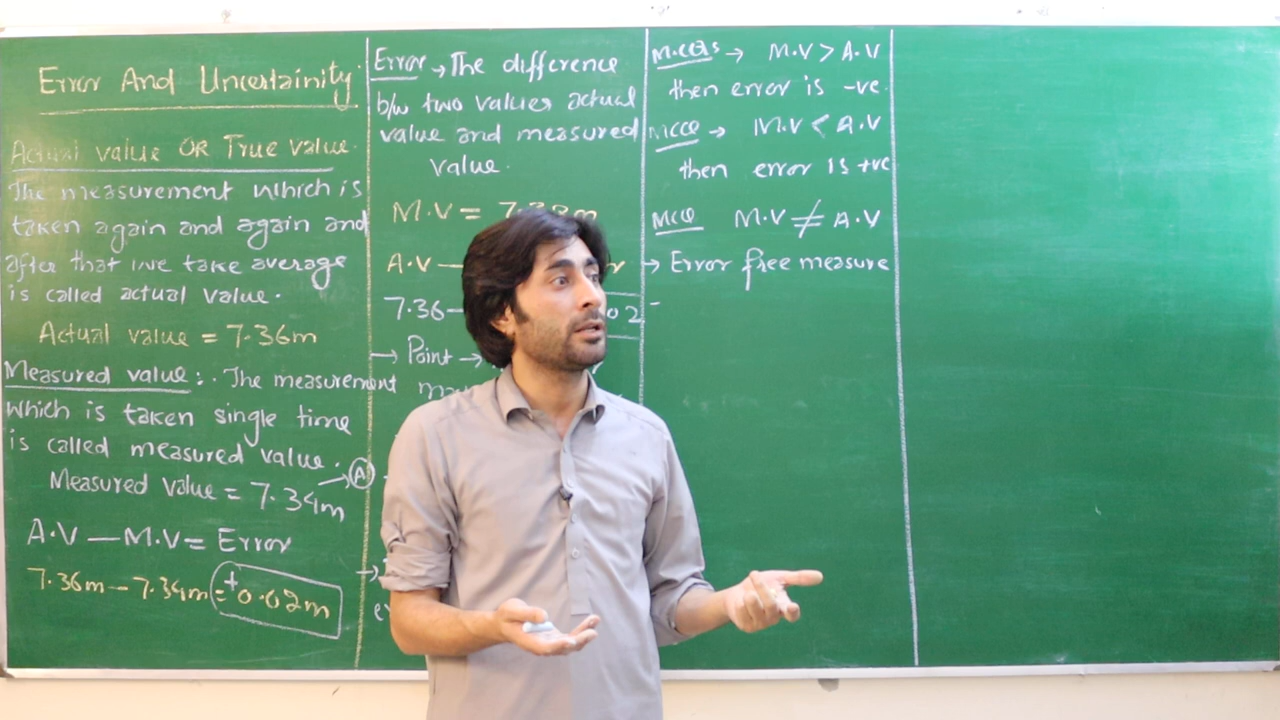 Error And Uncertainity.
Actual value OR True value.
The measurement which is
taken again and again and
after that we take average
is called actual value.
Actual value = 7.36m
Measured value:. The measurement
which is taken single time
is called measured value.
Measured value = 7.34m → A
A.V — M.V = Error
7.36m — 7.34m = +0.02m
Error → The difference
b/w two values actual
value and measured
value.
M.V = 7.38m
A.V —
7.36 —
→ Point →
→
M.CQs → M.V > A.V
then error is -ve.
MCQ → M.V < A.V
then error is +ve
MCQ M.V ≠ A.V
→ Error free measure